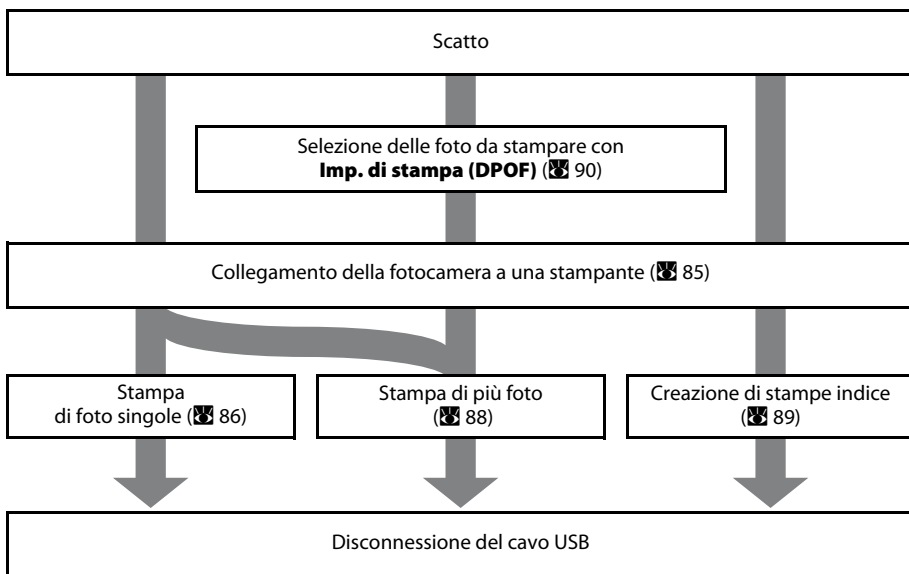 Scatto
Selezione delle foto da stampare con
Imp. di stampa (DPOF) ( 90)
Collegamento della fotocamera a una stampante ( 85)
Stampa
di foto singole ( 86)
Stampa di più foto
( 88)
Creazione di stampe indice
( 89)
Disconnessione del cavo USB